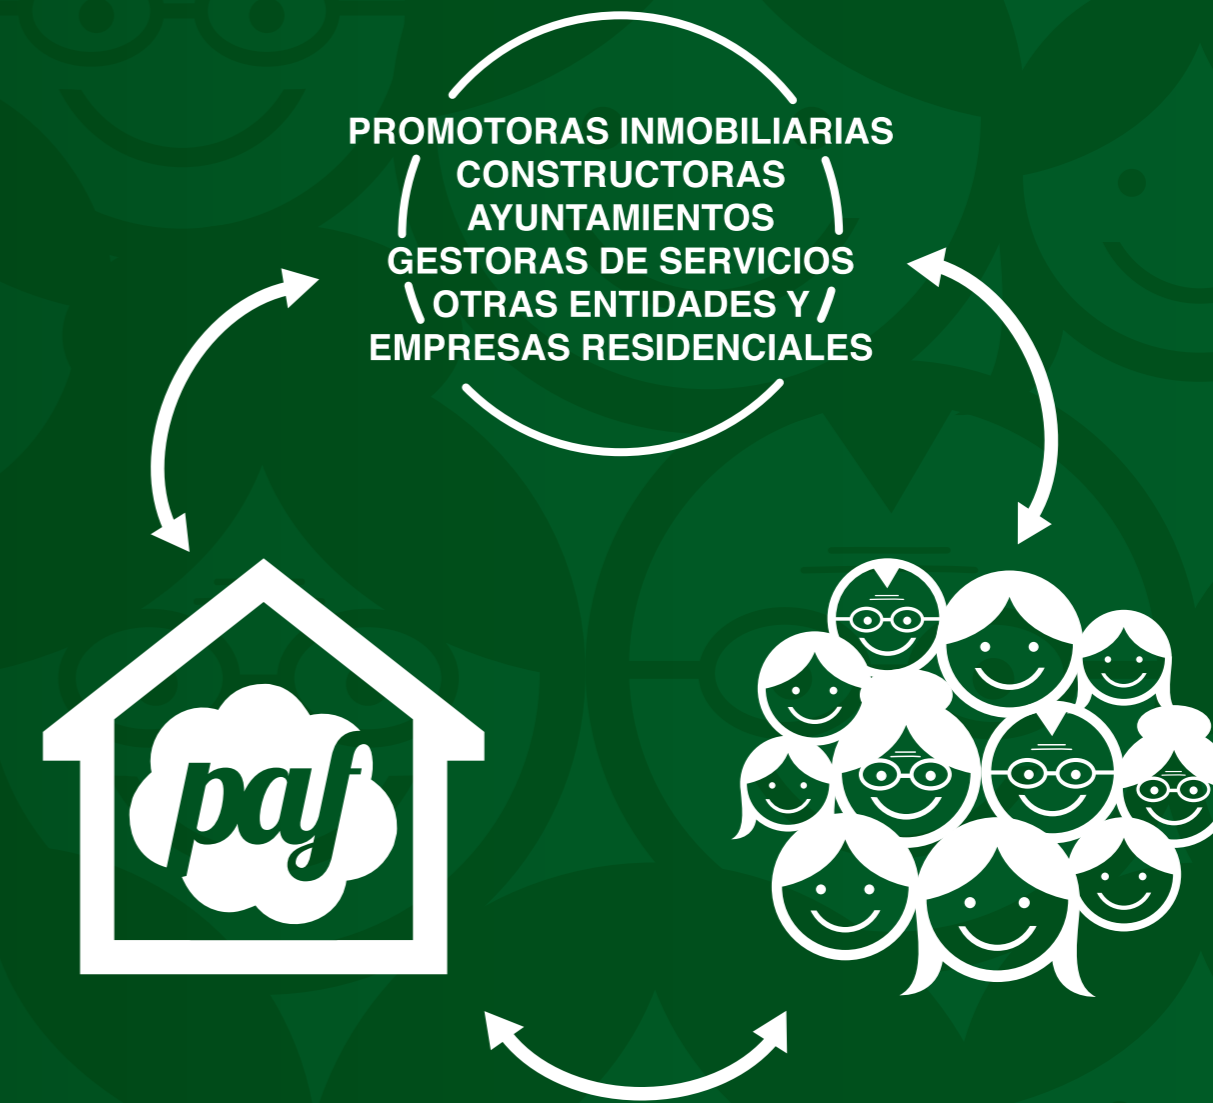 PROMOTORAS INMOBILIARIAS
CONSTRUCTORAS
AYUNTAMIENTOS
GESTORAS DE SERVICIOS
OTRAS ENTIDADES Y
EMPRESAS RESIDENCIALES
paf